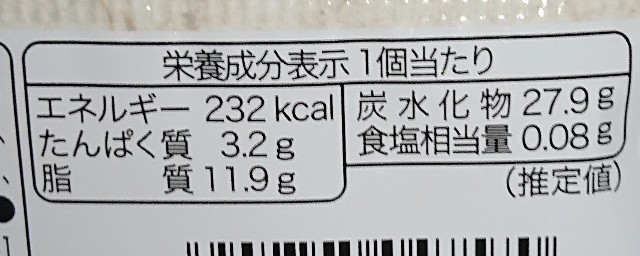 栄養成分表示 1個当たり
エネルギー 232 kcal
たんぱく質 3.2 g
脂質 11.9 g
炭水化物 27.9 g
食塩相当量 0.08 g
(推定値)